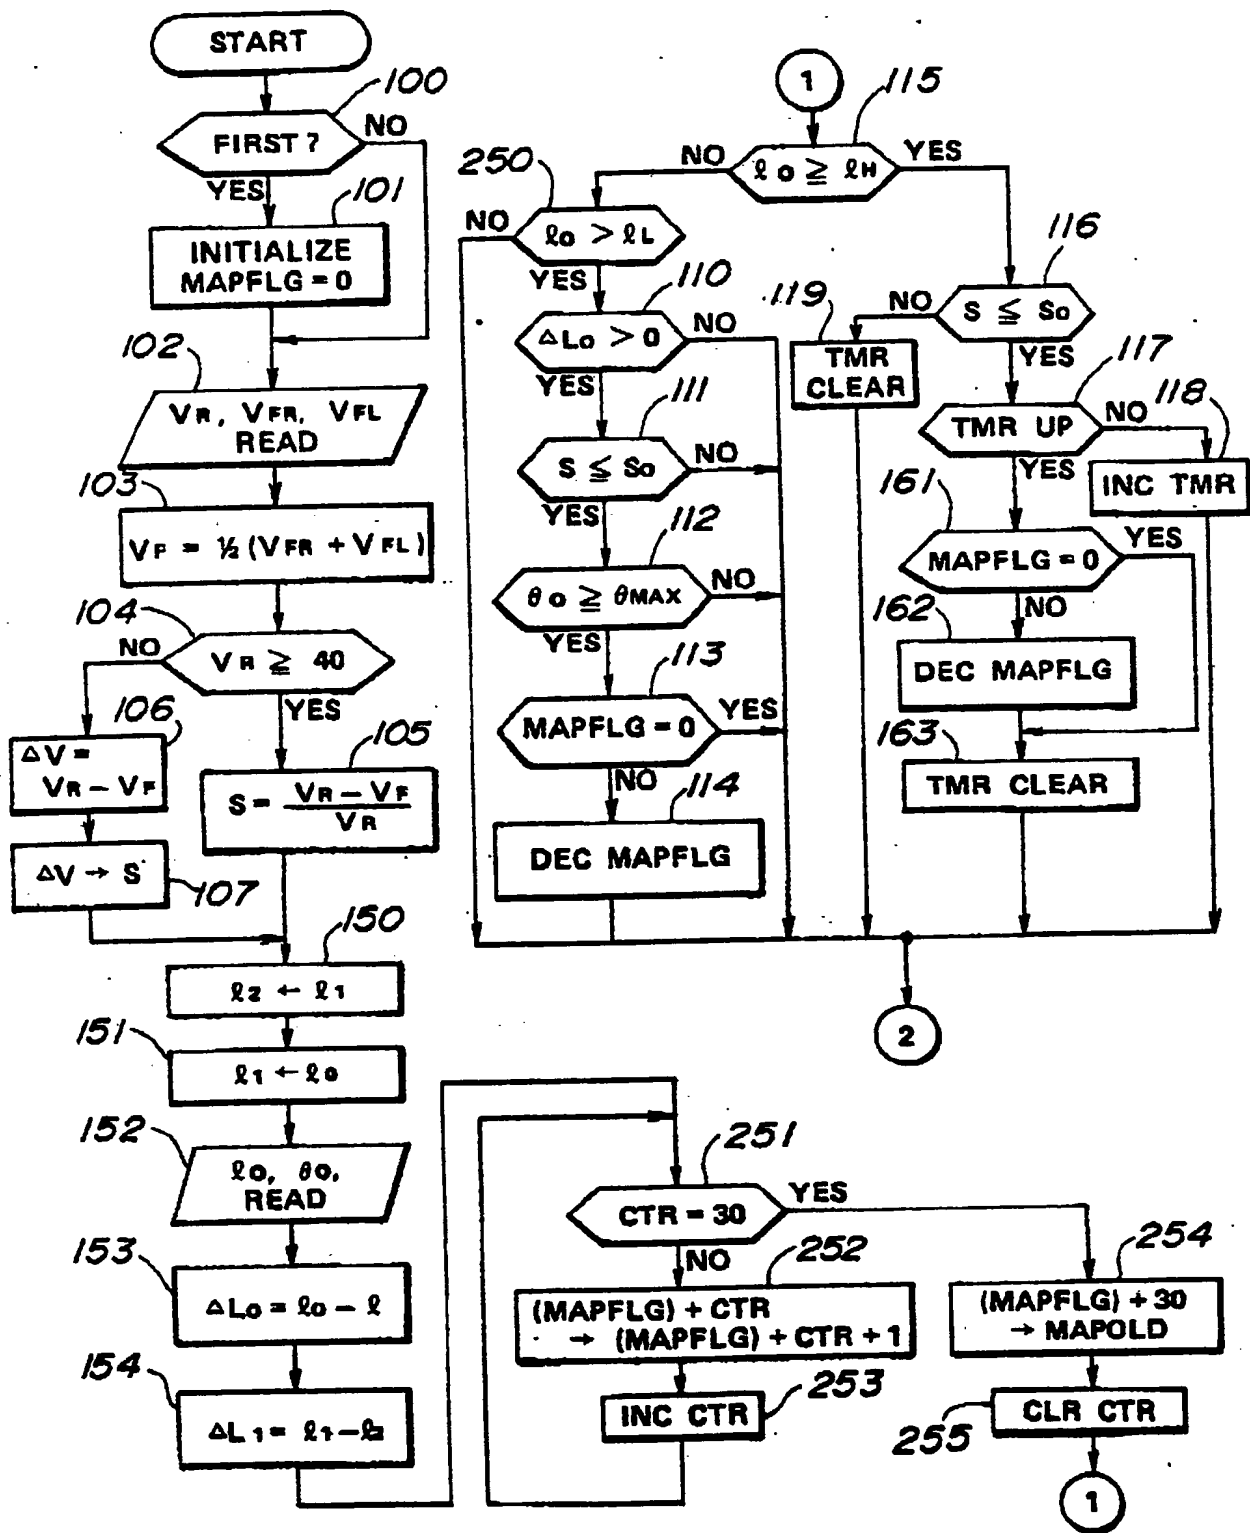 START
100
FIRST ?
NO
YES
101
INITIALIZE
MAPFLG = 0
102
VR, VFR, VFL
READ
103
VF = ½ (VFR + VFL)
104
NO
VR ≧ 40
YES
106
ΔV =
VR − VF
105
S = VR − VF
VR
ΔV → S
107
150
ℓ2 ← ℓ1
151
ℓ1 ← ℓ0
152
ℓ0, θ0,
READ
153
ΔL0 = ℓ0 − ℓ
154
ΔL1 = ℓ1 − ℓ2
1
115
NO
ℓ0 ≧ ℓH
YES
250
NO
ℓ0 > ℓL
YES
110
ΔL0 > 0
NO
YES
111
S ≦ S0
NO
YES
112
θ0 ≧ θMAX
NO
YES
113
MAPFLG = 0
YES
NO
114
DEC MAPFLG
116
119
NO
S ≦ S0
TMR
CLEAR
YES
117
118
TMR UP
NO
YES
INC TMR
161
MAPFLG = 0
YES
NO
162
DEC MAPFLG
163
TMR CLEAR
2
251
CTR = 30
YES
NO
252
(MAPFLG) + CTR
→ (MAPFLG) + CTR + 1
253
INC CTR
254
(MAPFLG) + 30
→ MAPOLD
CLR CTR
255
1